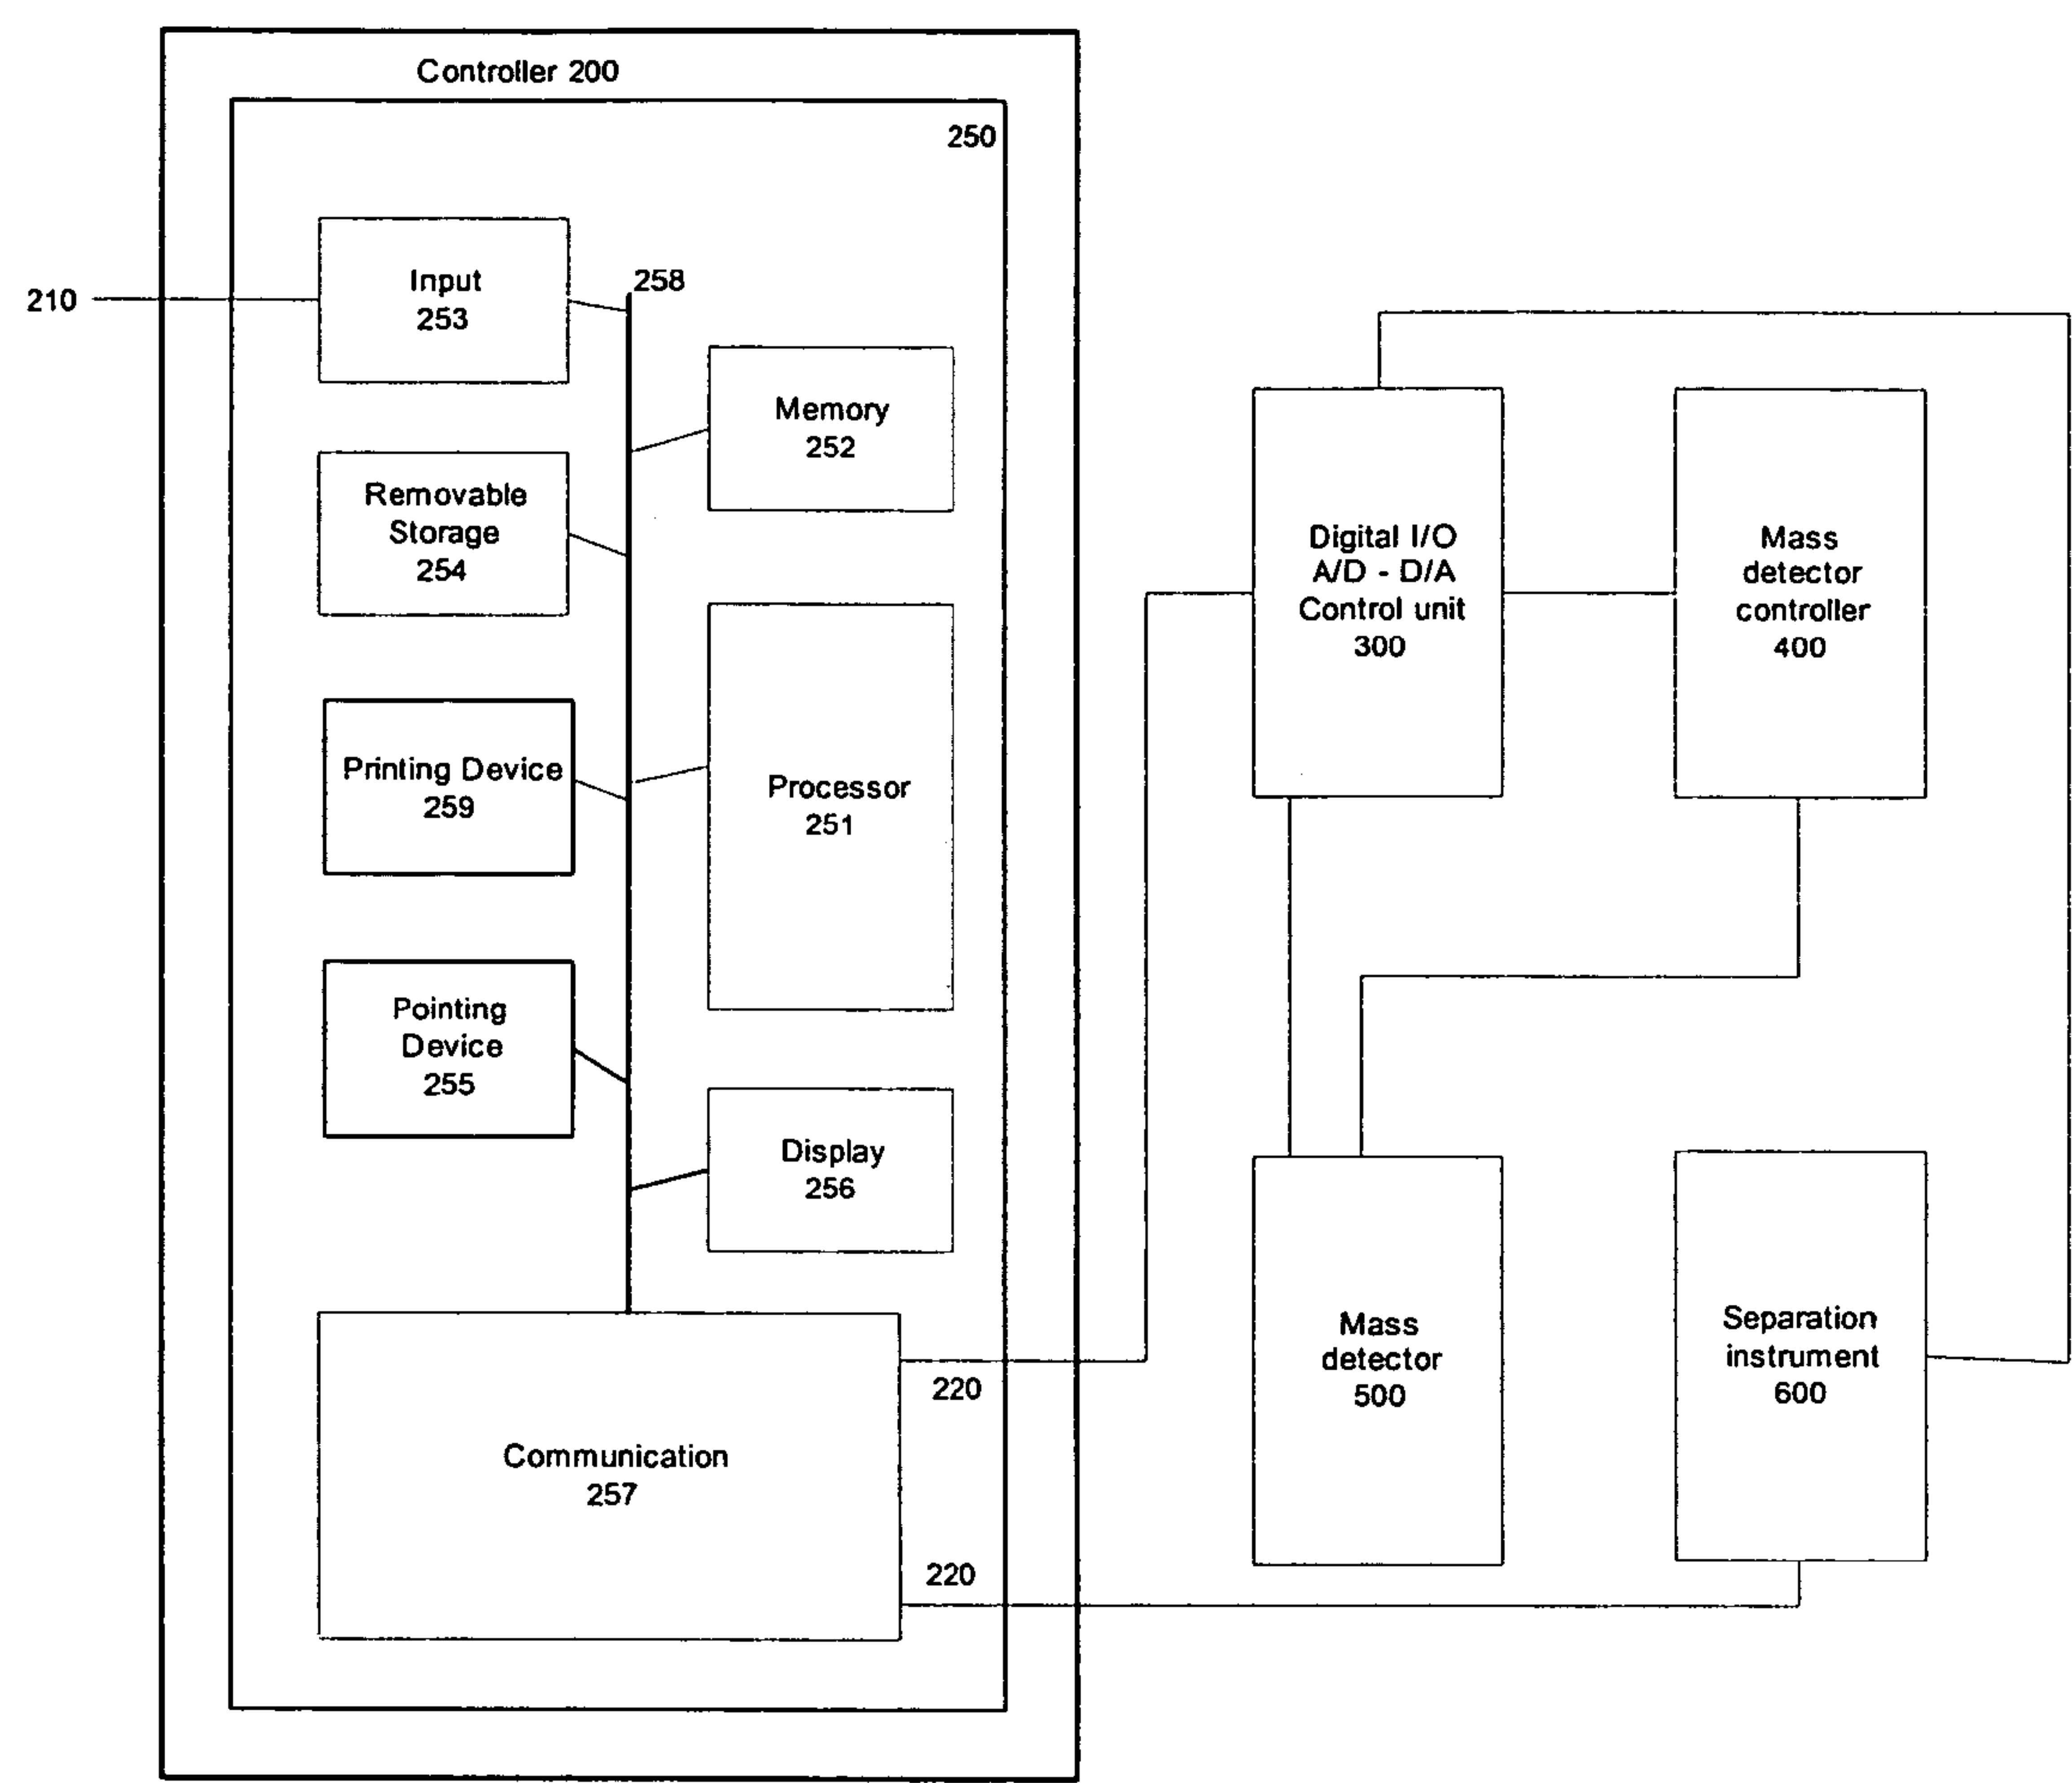 Controller 200
250
210
Input
253
258
Memory
252
Removable
Storage
254
Printing Device
259
Processor
251
Pointing
Device
255
Display
256
Communication
257
220
220
Digital I/O
A/D - D/A
Control unit
300
Mass
detector
controller
400
Mass
detector
500
Separation
instrument
600